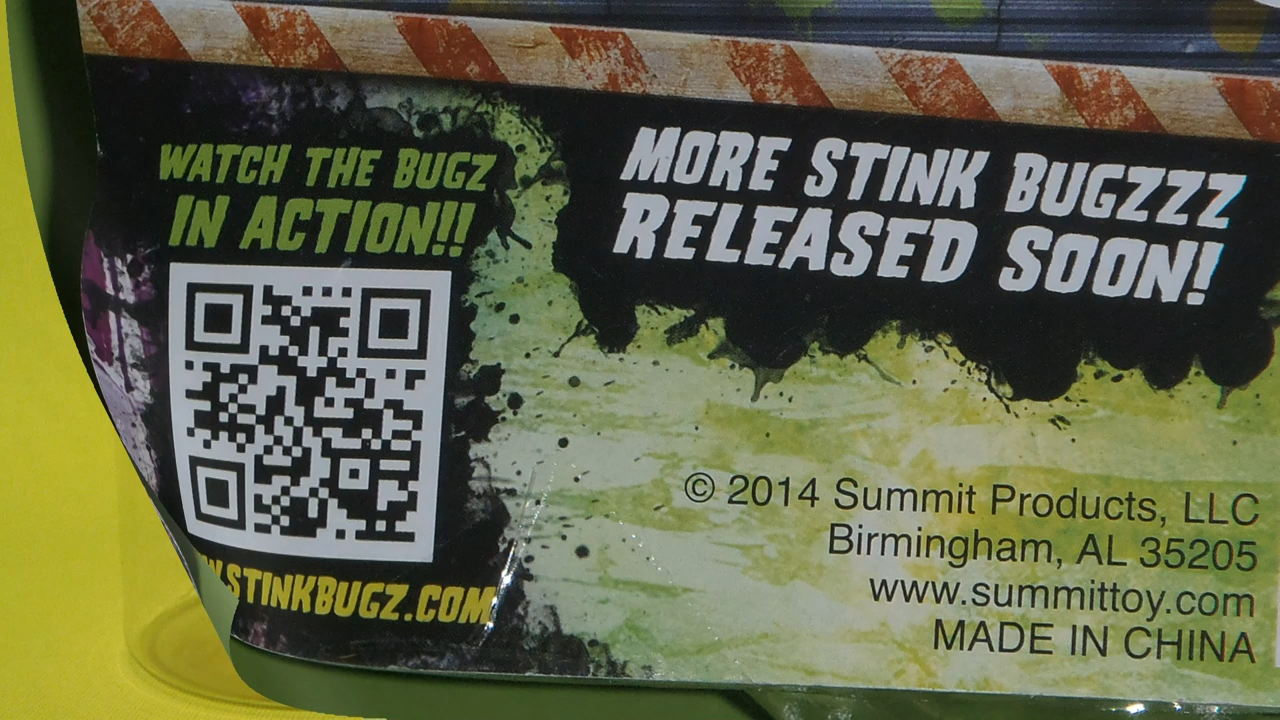 WATCH THE BUGZ
IN ACTION!!
MORE STINK BUGZZZ
RELEASED SOON!
© 2014 Summit Products, LLC
Birmingham, AL 35205
www.summittoy.com
MADE IN CHINA
.STINKBUGZ.COM